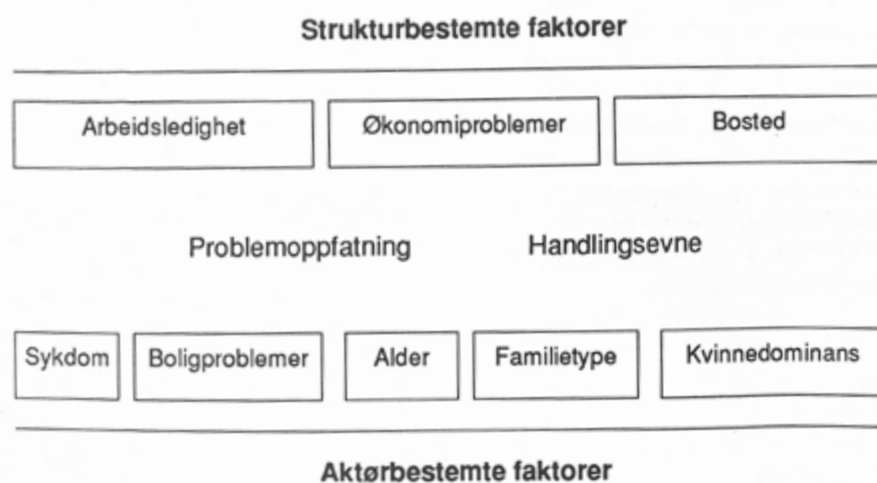 Strukturbestemte faktorer
Arbeidsledighet Økonomiproblemer Bosted
Problemoppfatning Handlingsevne
Sykdom Boligproblemer Alder Familietype Kvinnedominans
Aktørbestemte faktorer